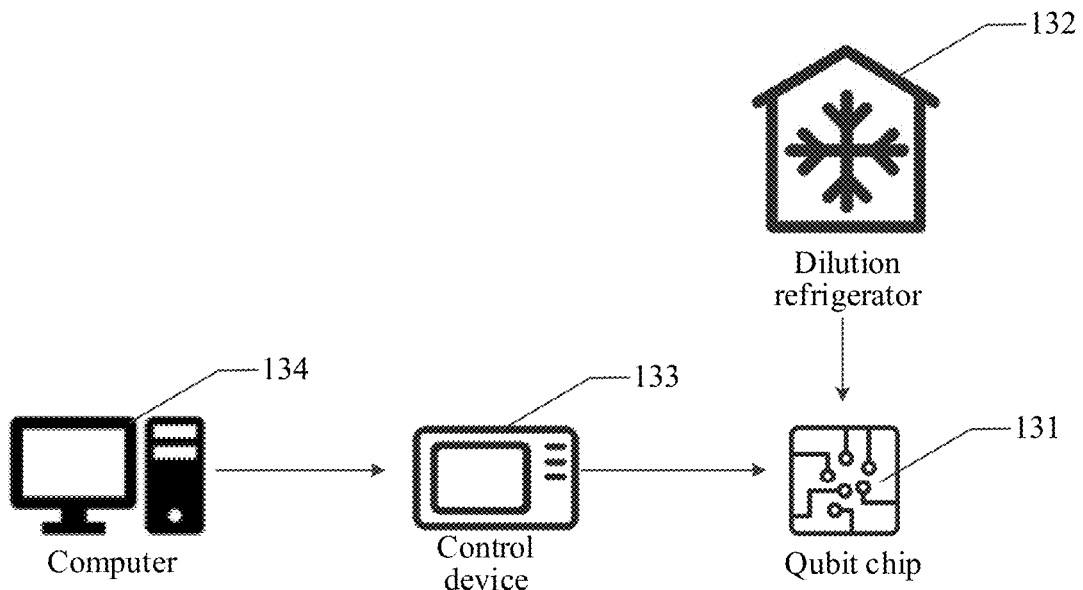 132
Dilution
refrigerator
134
133
131
Computer
Control
device
Qubit chip